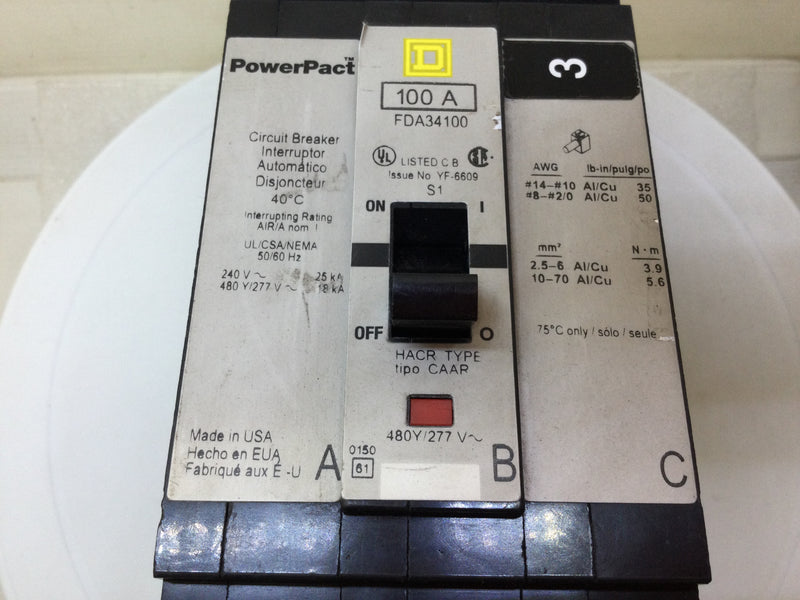 PowerPact™
Circuit Breaker
Interruptor
Automático
Disjoncteur
40°C
Interrupting Rating
AIR/A nom I
UL/CSA/NEMA
50/60 Hz
240 V ~ 25 kA
480 Y/277 V ~ 18 kA
Made in USA
Hecho en EUA
Fabriqué aux É-U
A
D
100 A
FDA34100
UL LISTED C B
Issue No YF-6609
S1
ON I
OFF O
HACR TYPE
tipo CAAR
480Y/277 V~
0150
61
B
3
AWG lb-in/pulg/po
#14–#10 Al/Cu 35
#8–#2/0 Al/Cu 50
mm² N·m
2.5–6 Al/Cu 3.9
10–70 Al/Cu 5.6
75°C only / sólo / seule
C